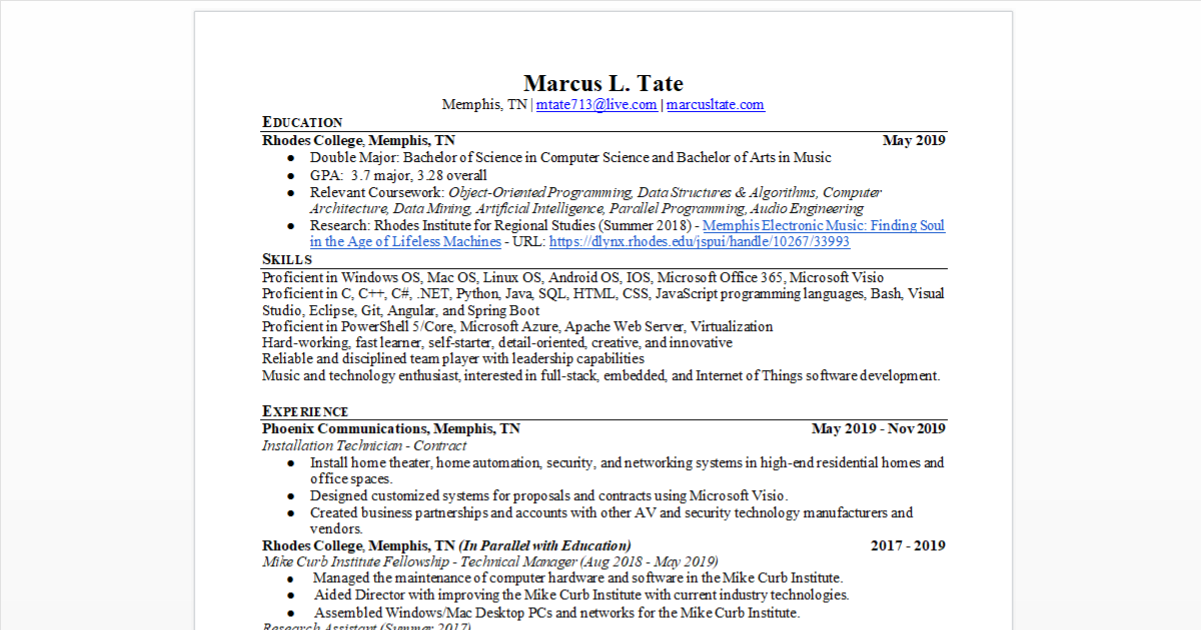 Marcus L. Tate
Memphis, TN | mtate713@live.com | marcusltate.com
EDUCATION
Rhodes College, Memphis, TN May 2019
● Double Major: Bachelor of Science in Computer Science and Bachelor of Arts in Music
● GPA: 3.7 major, 3.28 overall
● Relevant Coursework: Object-Oriented Programming, Data Structures & Algorithms, Computer
Architecture, Data Mining, Artificial Intelligence, Parallel Programming, Audio Engineering
● Research: Rhodes Institute for Regional Studies (Summer 2018) - Memphis Electronic Music: Finding Soul
in the Age of Lifeless Machines - URL: https://dlynx.rhodes.edu/jspui/handle/10267/33993
SKILLS
Proficient in Windows OS, Mac OS, Linux OS, Android OS, IOS, Microsoft Office 365, Microsoft Visio
Proficient in C, C++, C#, .NET, Python, Java, SQL, HTML, CSS, JavaScript programming languages, Bash, Visual
Studio, Eclipse, Git, Angular, and Spring Boot
Proficient in PowerShell 5/Core, Microsoft Azure, Apache Web Server, Virtualization
Hard-working, fast learner, self-starter, detail-oriented, creative, and innovative
Reliable and disciplined team player with leadership capabilities
Music and technology enthusiast, interested in full-stack, embedded, and Internet of Things software development.
EXPERIENCE
Phoenix Communications, Memphis, TN May 2019 - Nov 2019
Installation Technician - Contract
● Install home theater, home automation, security, and networking systems in high-end residential homes and
office spaces.
● Designed customized systems for proposals and contracts using Microsoft Visio.
● Created business partnerships and accounts with other AV and security technology manufacturers and
vendors.
Rhodes College, Memphis, TN (In Parallel with Education) 2017 - 2019
Mike Curb Institute Fellowship - Technical Manager (Aug 2018 - May 2019)
● Managed the maintenance of computer hardware and software in the Mike Curb Institute.
● Aided Director with improving the Mike Curb Institute with current industry technologies.
● Assembled Windows/Mac Desktop PCs and networks for the Mike Curb Institute.
Research Assistant (Summer 2017)